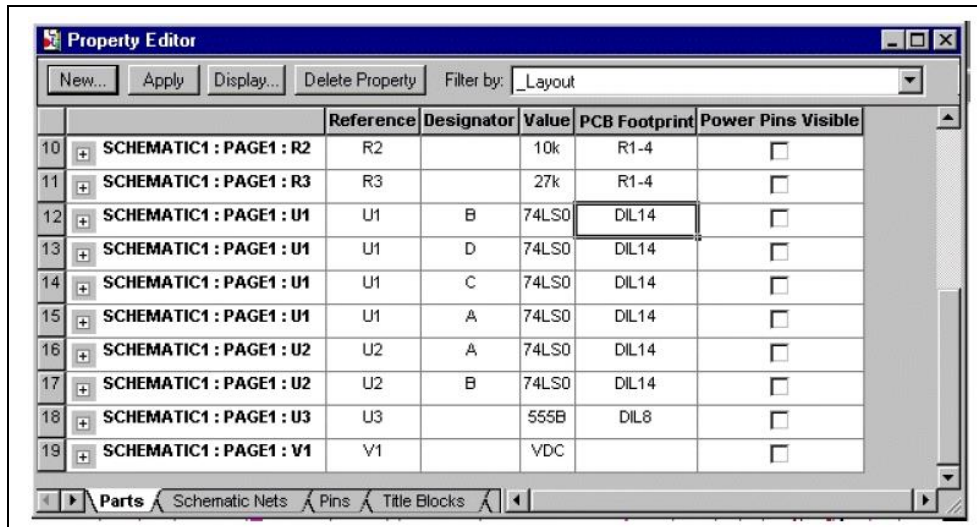 Property Editor
New... Apply Display... Delete Property Filter by: _Layout
Reference Designator Value PCB Footprint Power Pins Visible
10 SCHEMATIC1 : PAGE1 : R2 R2 10k R1-4
11 SCHEMATIC1 : PAGE1 : R3 R3 27k R1-4
12 SCHEMATIC1 : PAGE1 : U1 U1 B 74LS0 DIL14
13 SCHEMATIC1 : PAGE1 : U1 U1 D 74LS0 DIL14
14 SCHEMATIC1 : PAGE1 : U1 U1 C 74LS0 DIL14
15 SCHEMATIC1 : PAGE1 : U1 U1 A 74LS0 DIL14
16 SCHEMATIC1 : PAGE1 : U2 U2 A 74LS0 DIL14
17 SCHEMATIC1 : PAGE1 : U2 U2 B 74LS0 DIL14
18 SCHEMATIC1 : PAGE1 : U3 U3 555B DIL8
19 SCHEMATIC1 : PAGE1 : V1 V1 VDC
Parts Schematic Nets Pins Title Blocks